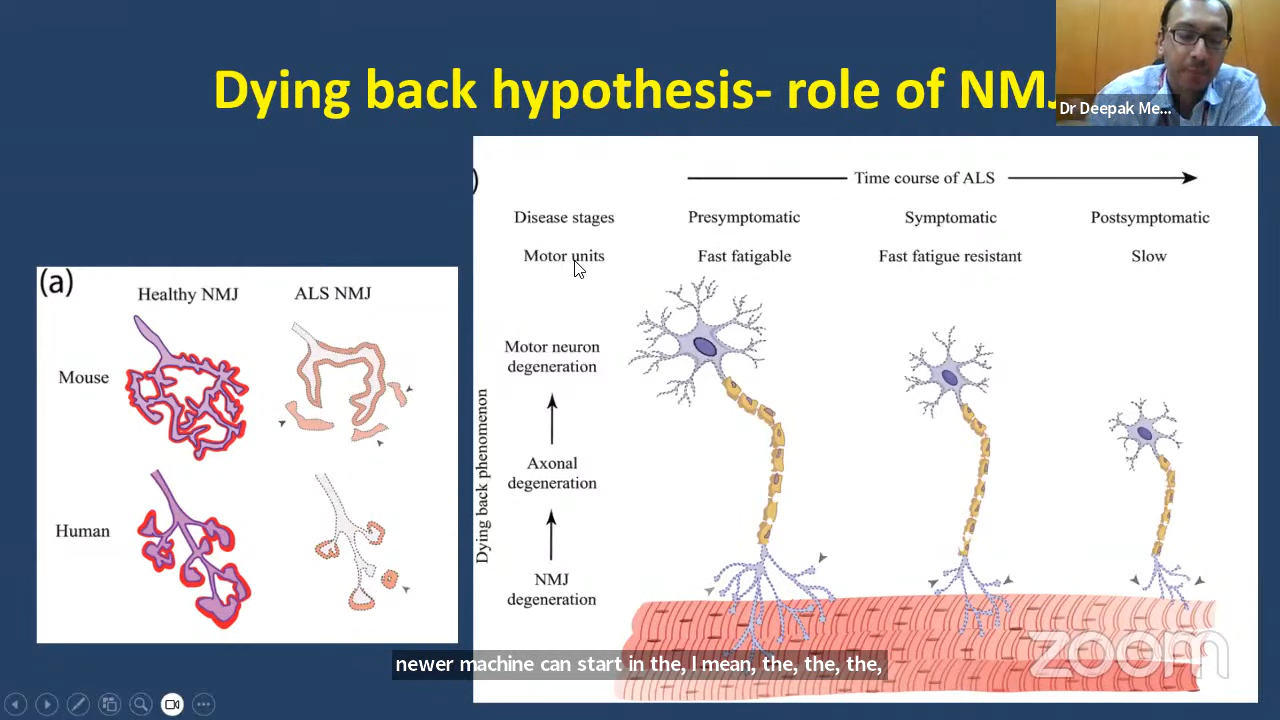 Dying back hypothesis- role of NMJ
Dr Deepak Me...
(a)
Healthy NMJ
ALS NMJ
Mouse
Human
)
Time course of ALS
Disease stages
Presymptomatic
Symptomatic
Postsymptomatic
Motor units
Fast fatigable
Fast fatigue resistant
Slow
Dying back phenomenon
Motor neuron
degeneration
Axonal
degeneration
NMJ
degeneration
zoom
newer machine can start in the, I mean, the, the, the,